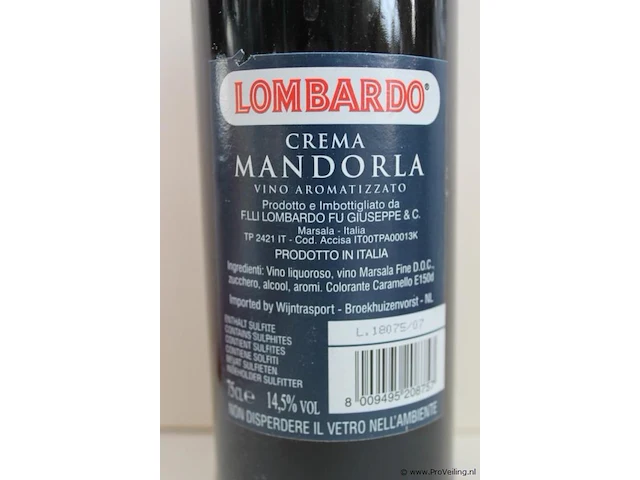 LOMBARDO®
CREMA
MANDORLA
VINO AROMATIZZATO
Prodotto e Imbottigliato da
F.LLI LOMBARDO FU GIUSEPPE & C.
Marsala - Italia
TP 2421 IT - Cod. Accisa IT00TPA00013K
PRODOTTO IN ITALIA
Ingredienti: Vino liquoroso, vino Marsala Fine D.O.C.,
zucchero, alcool, aromi. Colorante Caramello E150d
Imported by Wijntrasport - Broekhuizenvorst - NL
ENTHALT SULFITE
CONTAINS SULPHITES
CONTIENT SULFITES
CONTIENE SOLFITI
BEVAT SULFIETEN
INDEHOLDER SULFITTER
L.18075/07
75cl.e 14,5% VOL
8 009495 208757
NON DISPERDERE IL VETRO NELL'AMBIENTE
© www.ProVeiling.nl